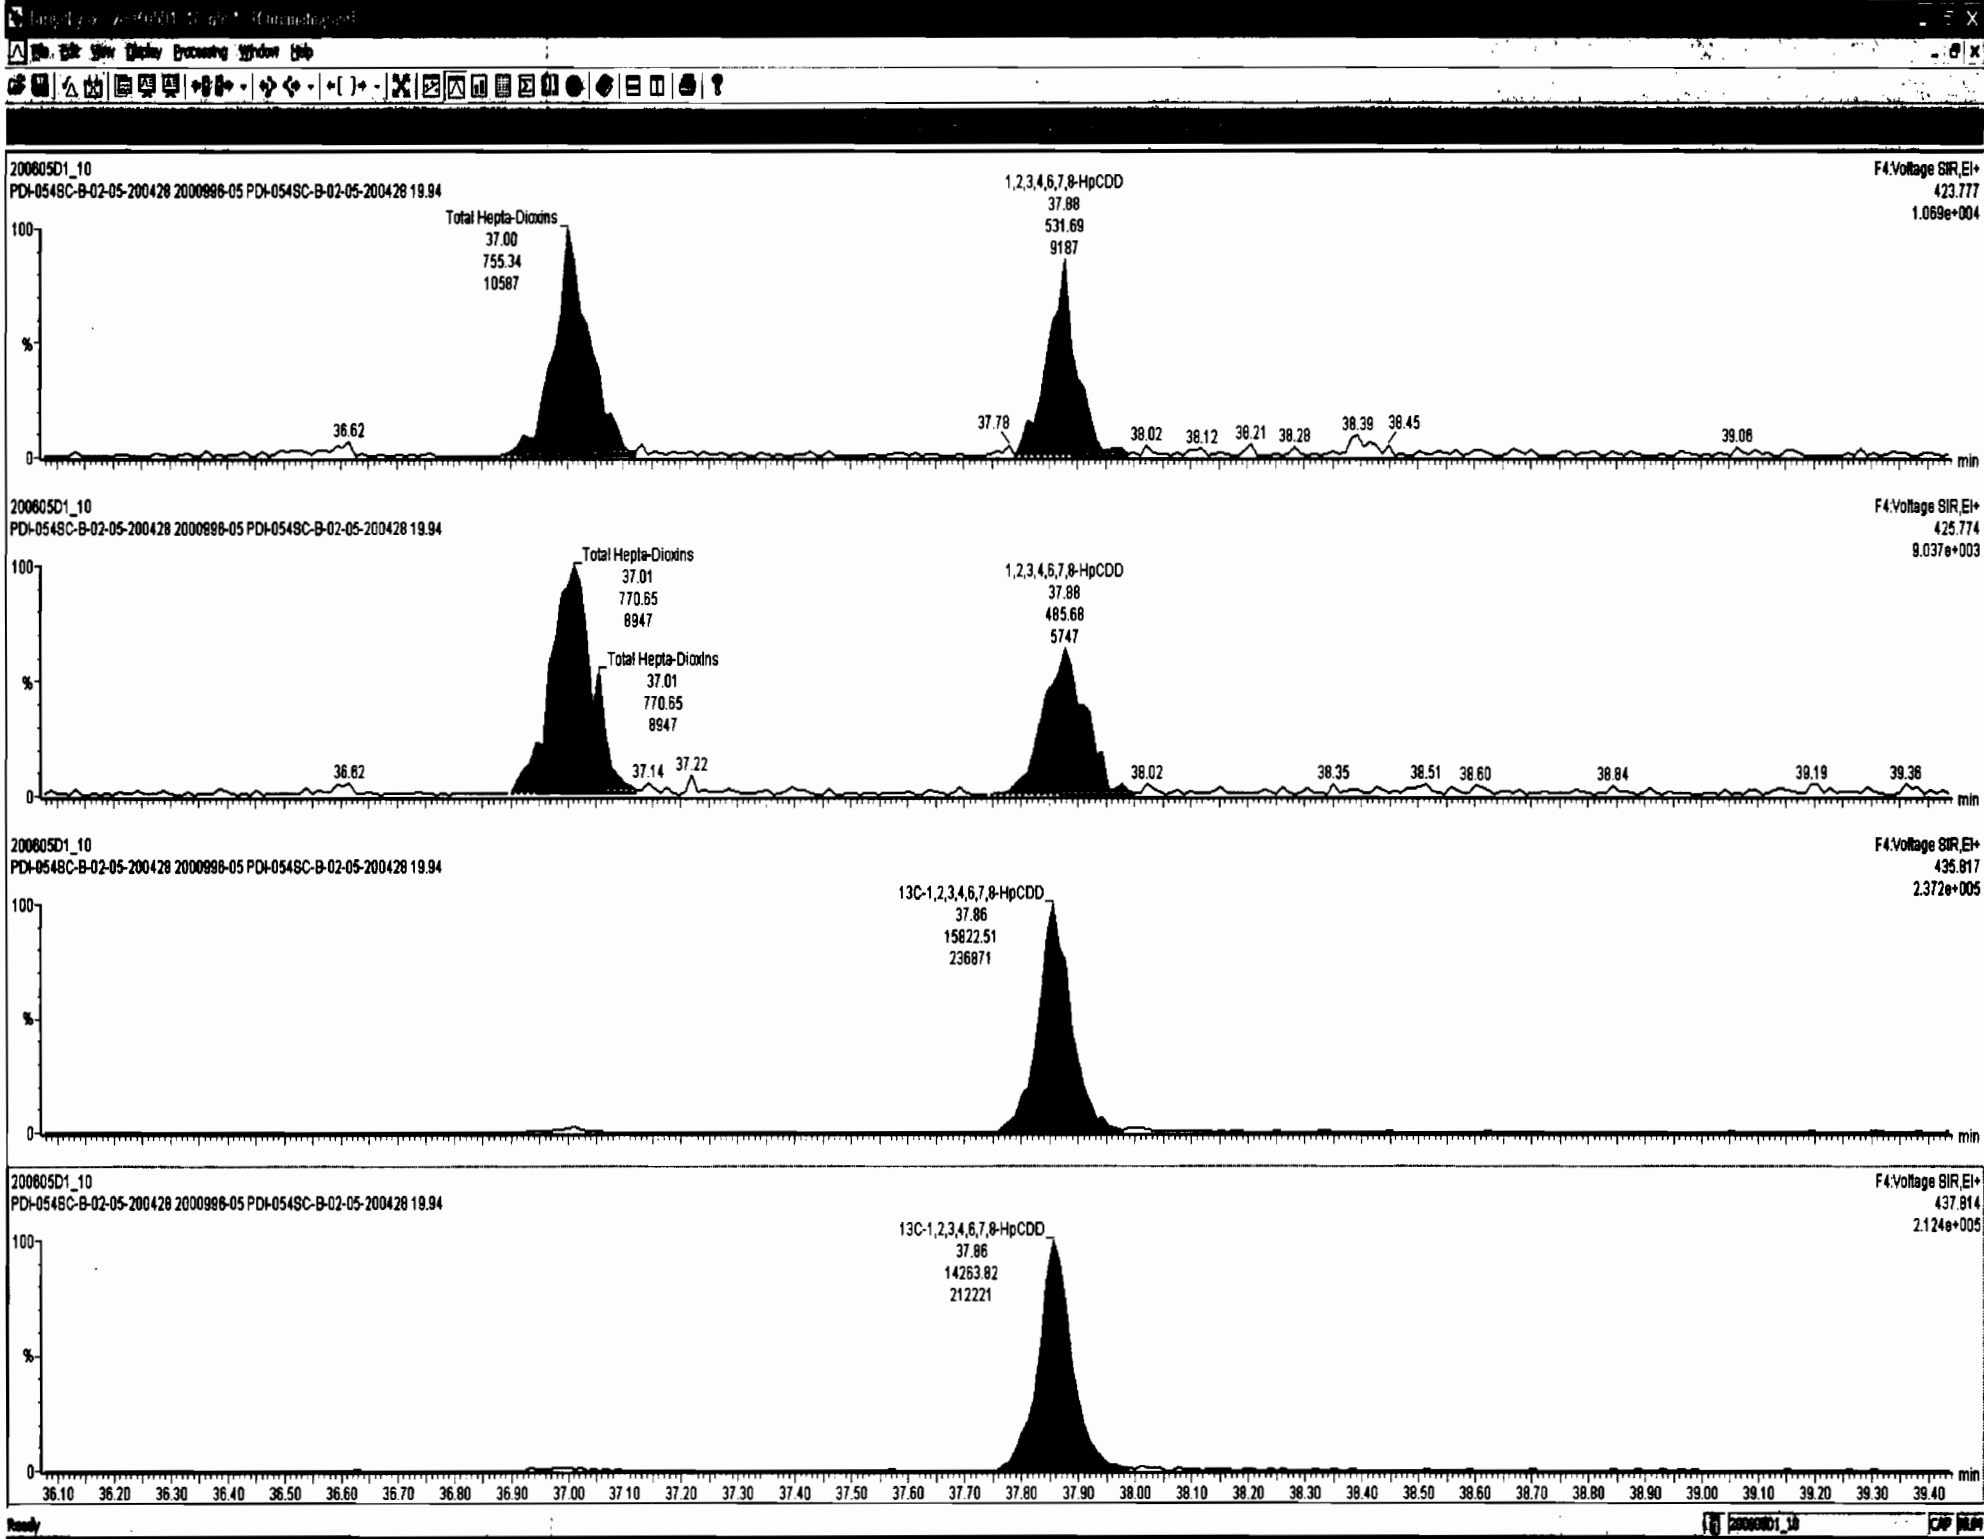 File Edit View Display Processing Window Help
200605D1_10
PDI-054SC-B-02-05-200428 2000996-05 PDI-054SC-B-02-05-200428 19.94
F4:Voltage SIR,EI+
423.777
1.069e+004
Total Hepta-Dioxins
37.00
755.34
10587
1,2,3,4,6,7,8-HpCDD
37.88
531.69
9187
100
%
0
36.62
37.78
38.02
38.12
38.21
38.28
38.39
38.45
39.06
min
200605D1_10
PDI-054SC-B-02-05-200428 2000996-05 PDI-054SC-B-02-05-200428 19.94
F4:Voltage SIR,EI+
425.774
9.037e+003
Total Hepta-Dioxins
37.01
770.65
8947
Total Hepta-Dioxins
37.01
770.65
8947
1,2,3,4,6,7,8-HpCDD
37.88
485.68
5747
100
%
0
36.62
37.14
37.22
38.02
38.35
38.51
38.60
38.84
39.19
39.36
min
200605D1_10
PDI-054SC-B-02-05-200428 2000996-05 PDI-054SC-B-02-05-200428 19.94
F4:Voltage SIR,EI+
435.817
2.372e+005
13C-1,2,3,4,6,7,8-HpCDD
37.86
15822.51
236871
100
%
0
min
200605D1_10
PDI-054SC-B-02-05-200428 2000996-05 PDI-054SC-B-02-05-200428 19.94
F4:Voltage SIR,EI+
437.814
2.124e+005
13C-1,2,3,4,6,7,8-HpCDD
37.86
14263.82
212221
100
%
0
min
36.10 36.20 36.30 36.40 36.50 36.60 36.70 36.80 36.90 37.00 37.10 37.20 37.30 37.40 37.50 37.60 37.70 37.80 37.90 38.00 38.10 38.20 38.30 38.40 38.50 38.60 38.70 38.80 38.90 39.00 39.10 39.20 39.30 39.40
Ready
200605D1_10
CAP